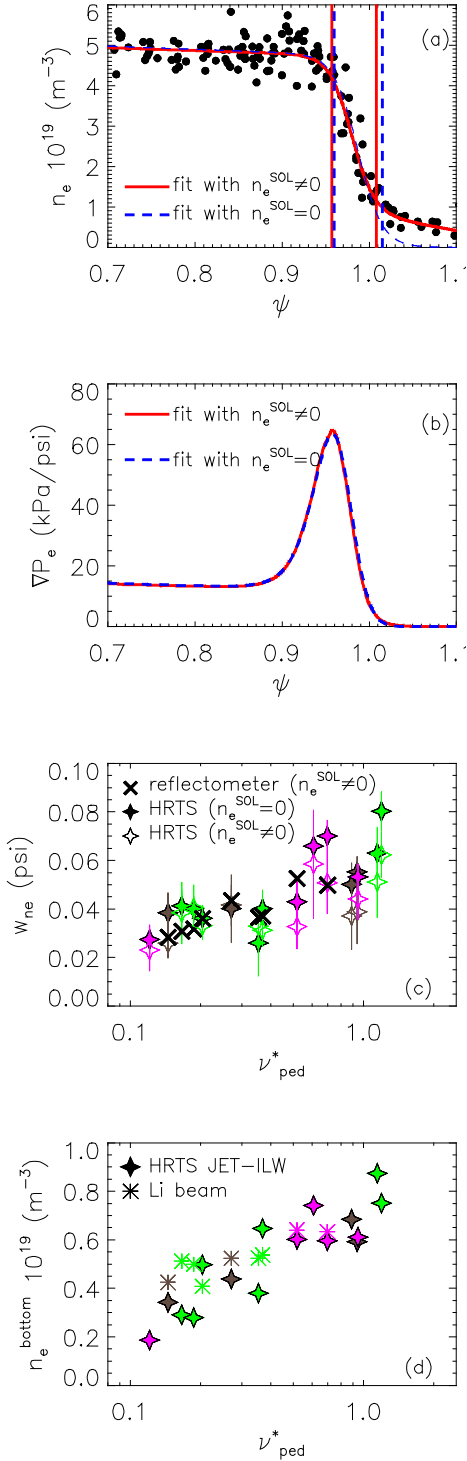 (a)
6
5
4
3
2
1
0
n_e 10^19 (m^−3)
fit with n_e^SOL≠0
fit with n_e^SOL=0
0.7 0.8 0.9 1.0 1.1
ψ
(b)
80
60
40
20
0
∇P_e (kPa/psi)
fit with n_e^SOL≠0
fit with n_e^SOL=0
0.7 0.8 0.9 1.0 1.1
ψ
0.10
0.08
0.06
0.04
0.02
0.00
w_ne (psi)
reflectometer (n_e^SOL≠0)
HRTS (n_e^SOL=0)
HRTS (n_e^SOL≠0)
(c)
0.1 1.0
ν*_ped
1.0
0.8
0.6
0.4
0.2
0.0
n_e^bottom 10^19 (m^−3)
HRTS JET−ILW
Li beam
(d)
0.1 1.0
ν*_ped